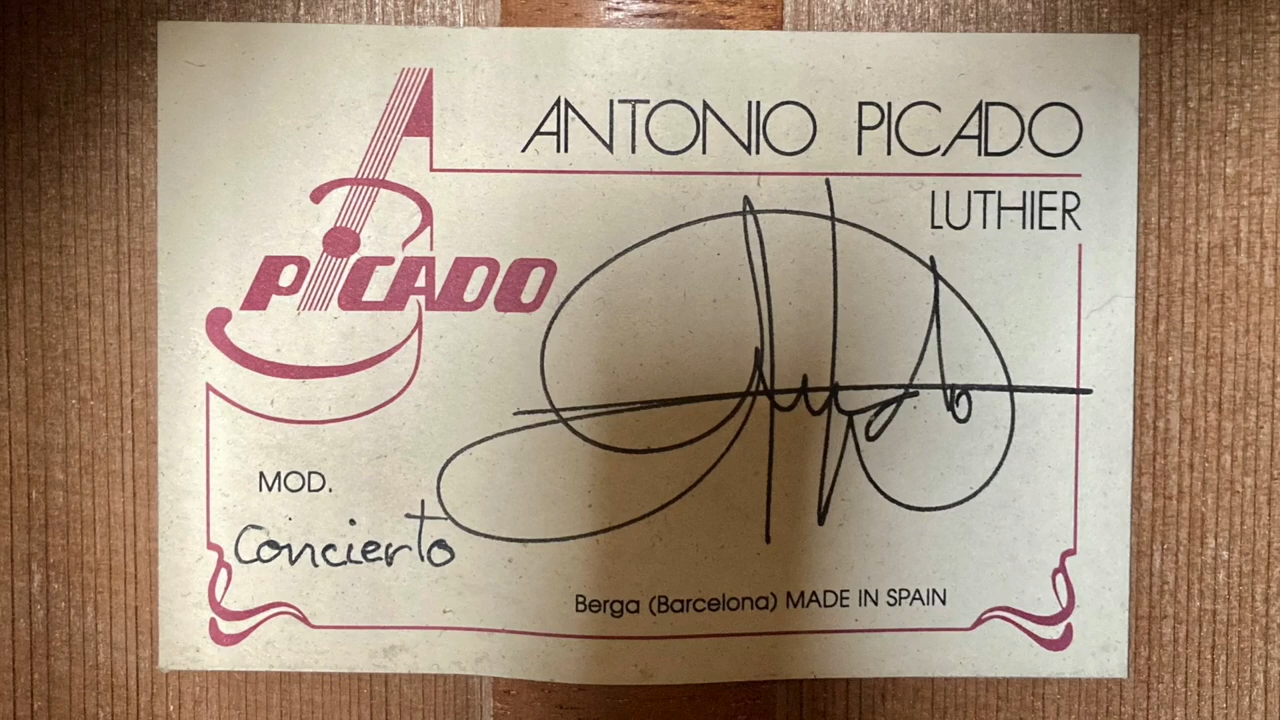 ANTONIO PICADO
LUTHIER
PICADO
MOD.
Concierto
Berga (Barcelona) MADE IN SPAIN